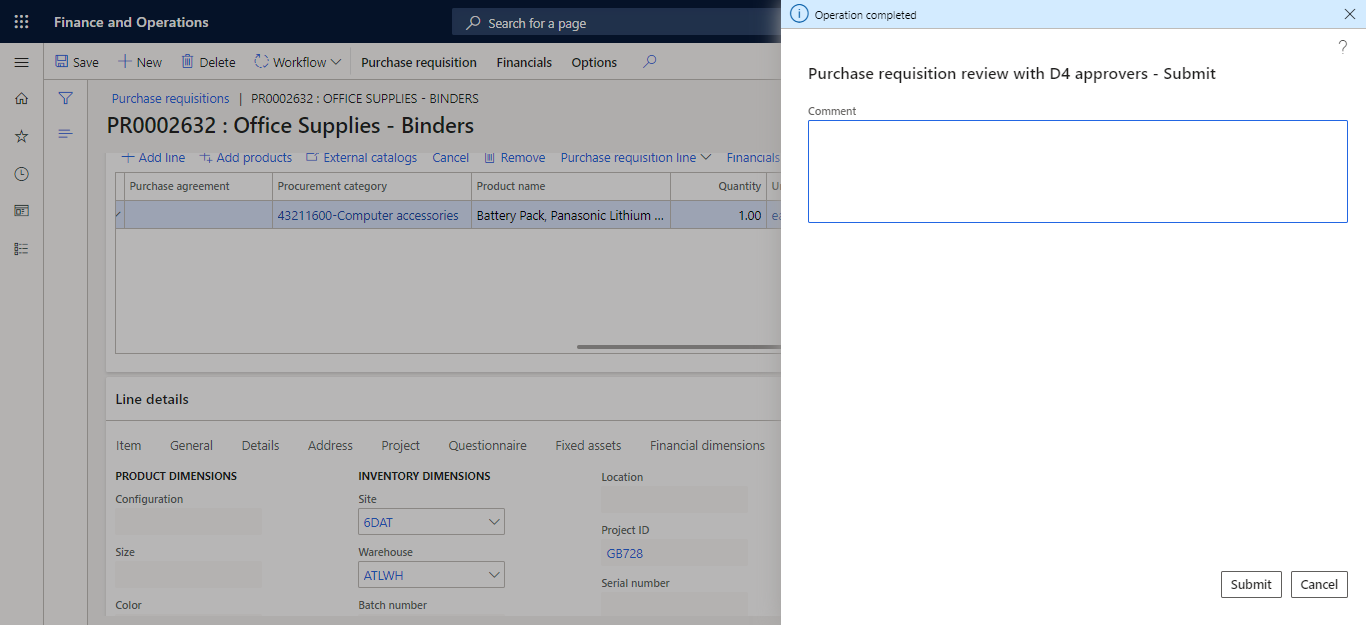 Finance and Operations
Search for a page
Operation completed
Save
New
Delete
Workflow
Purchase requisition
Financials
Options
?
Purchase requisition review with D4 approvers - Submit
Comment
Purchase requisitions | PR0002632 : OFFICE SUPPLIES - BINDERS
PR0002632 : Office Supplies - Binders
Add line
Add products
External catalogs
Cancel
Remove
Purchase requisition line
Financials
Purchase agreement
Procurement category
Product name
Quantity
43211600-Computer accessories
Battery Pack, Panasonic Lithium ...
1.00
Line details
Item
General
Details
Address
Project
Questionnaire
Fixed assets
Financial dimensions
PRODUCT DIMENSIONS
Configuration
Size
Color
INVENTORY DIMENSIONS
Site
6DAT
Warehouse
ATLWH
Batch number
Location
Project ID
GB728
Serial number
Submit
Cancel